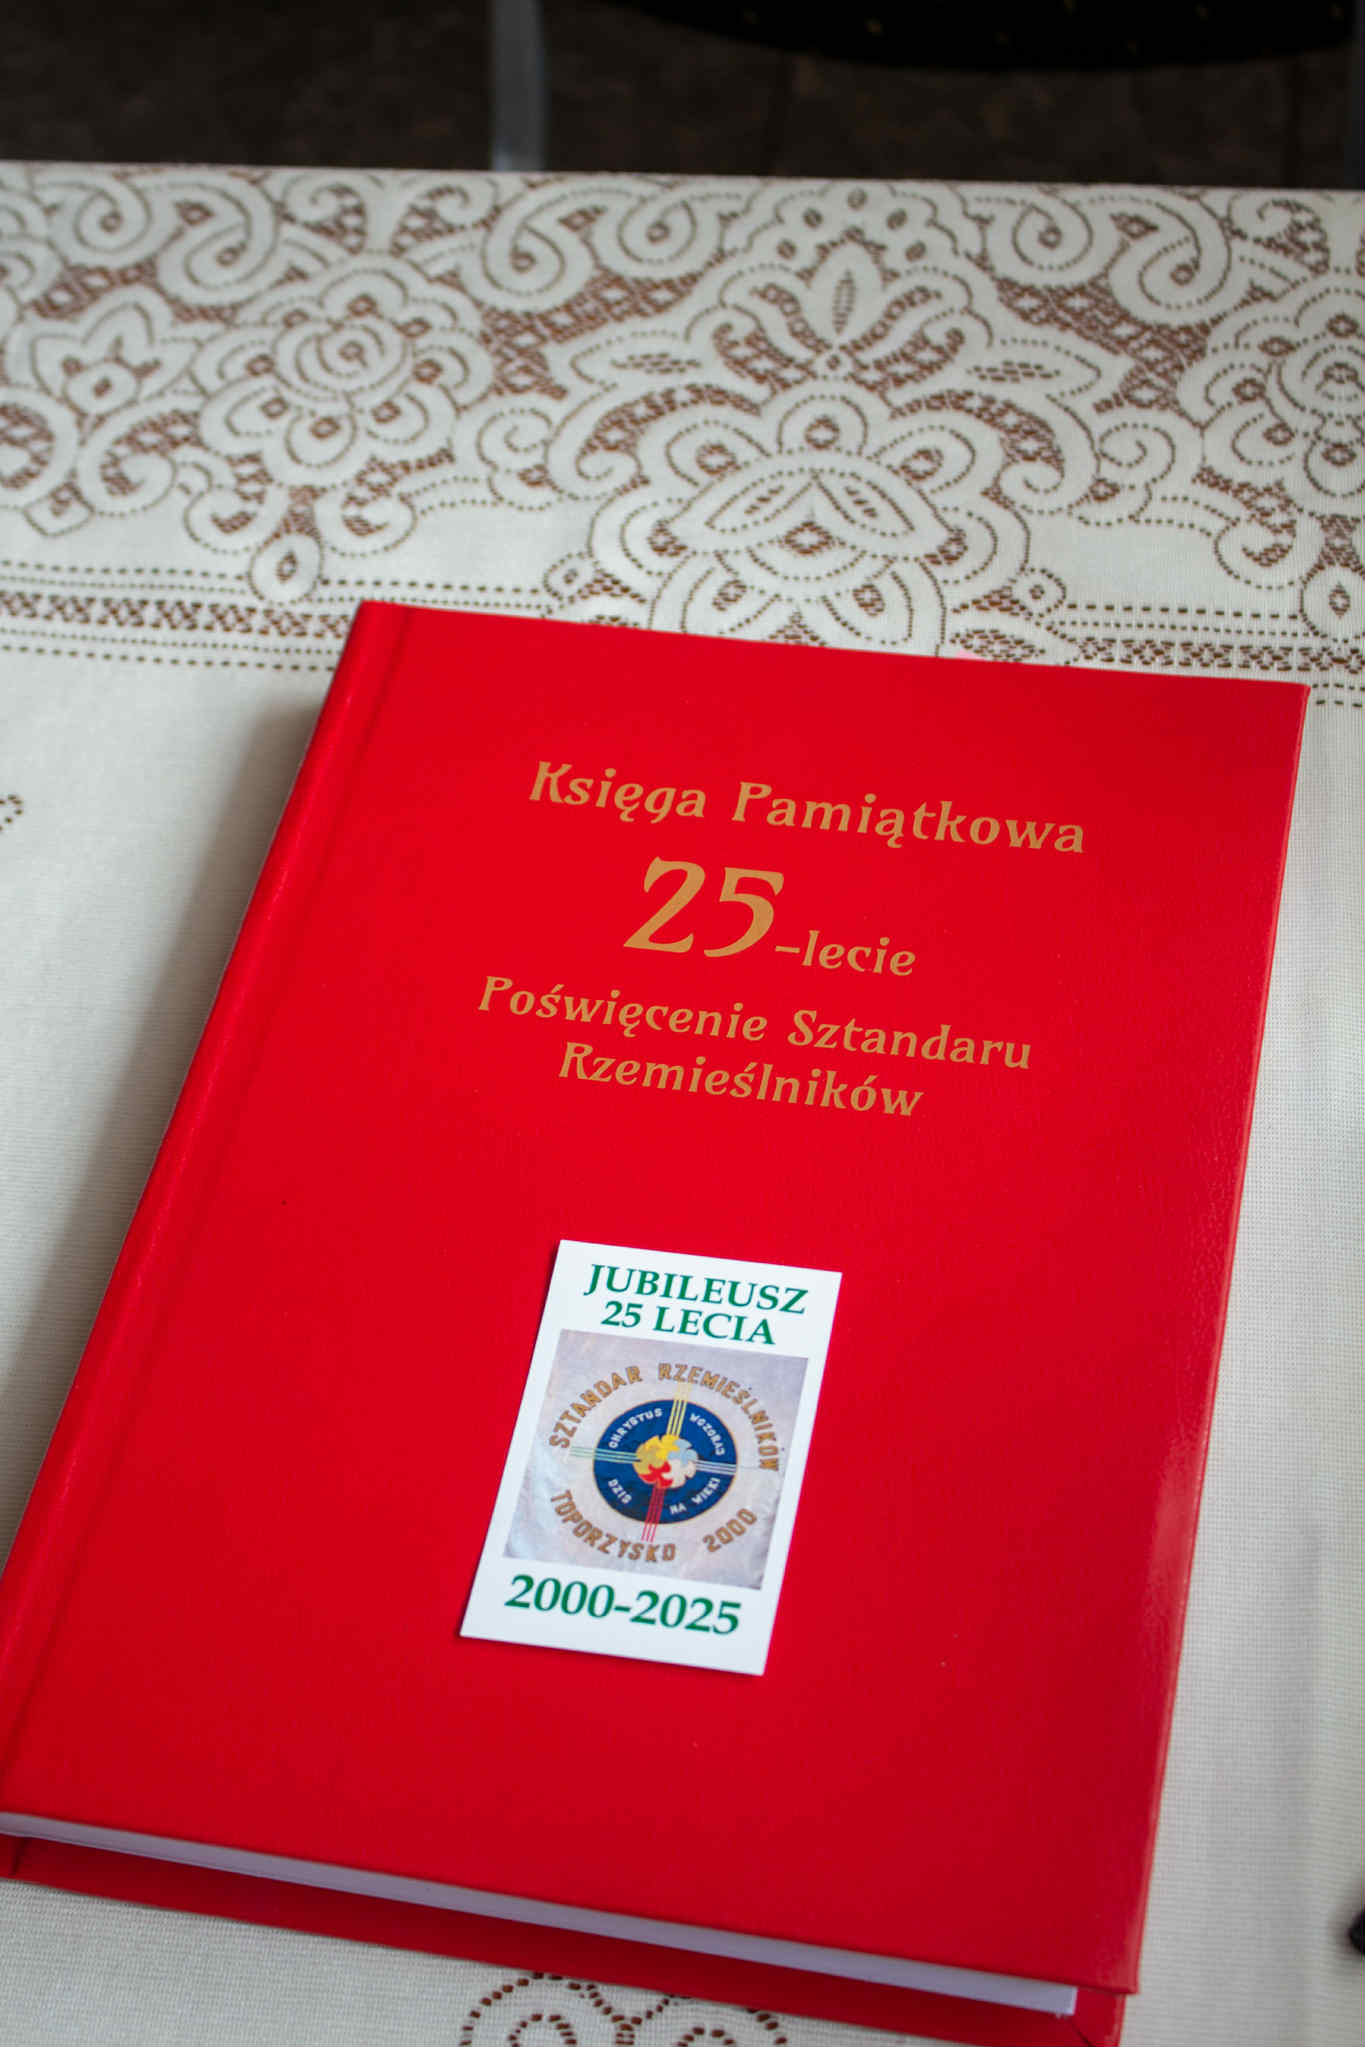 Księga Pamiątkowa
25-lecie
Poświęcenie Sztandaru
Rzemieślników
JUBILEUSZ
25 LECIA
SZTANDAR RZEMIEŚLNIKÓW
CHRYSTUS WCZORAJ
DZIŚ NA WIEKI
TOPORZYSKO 2000
2000-2025